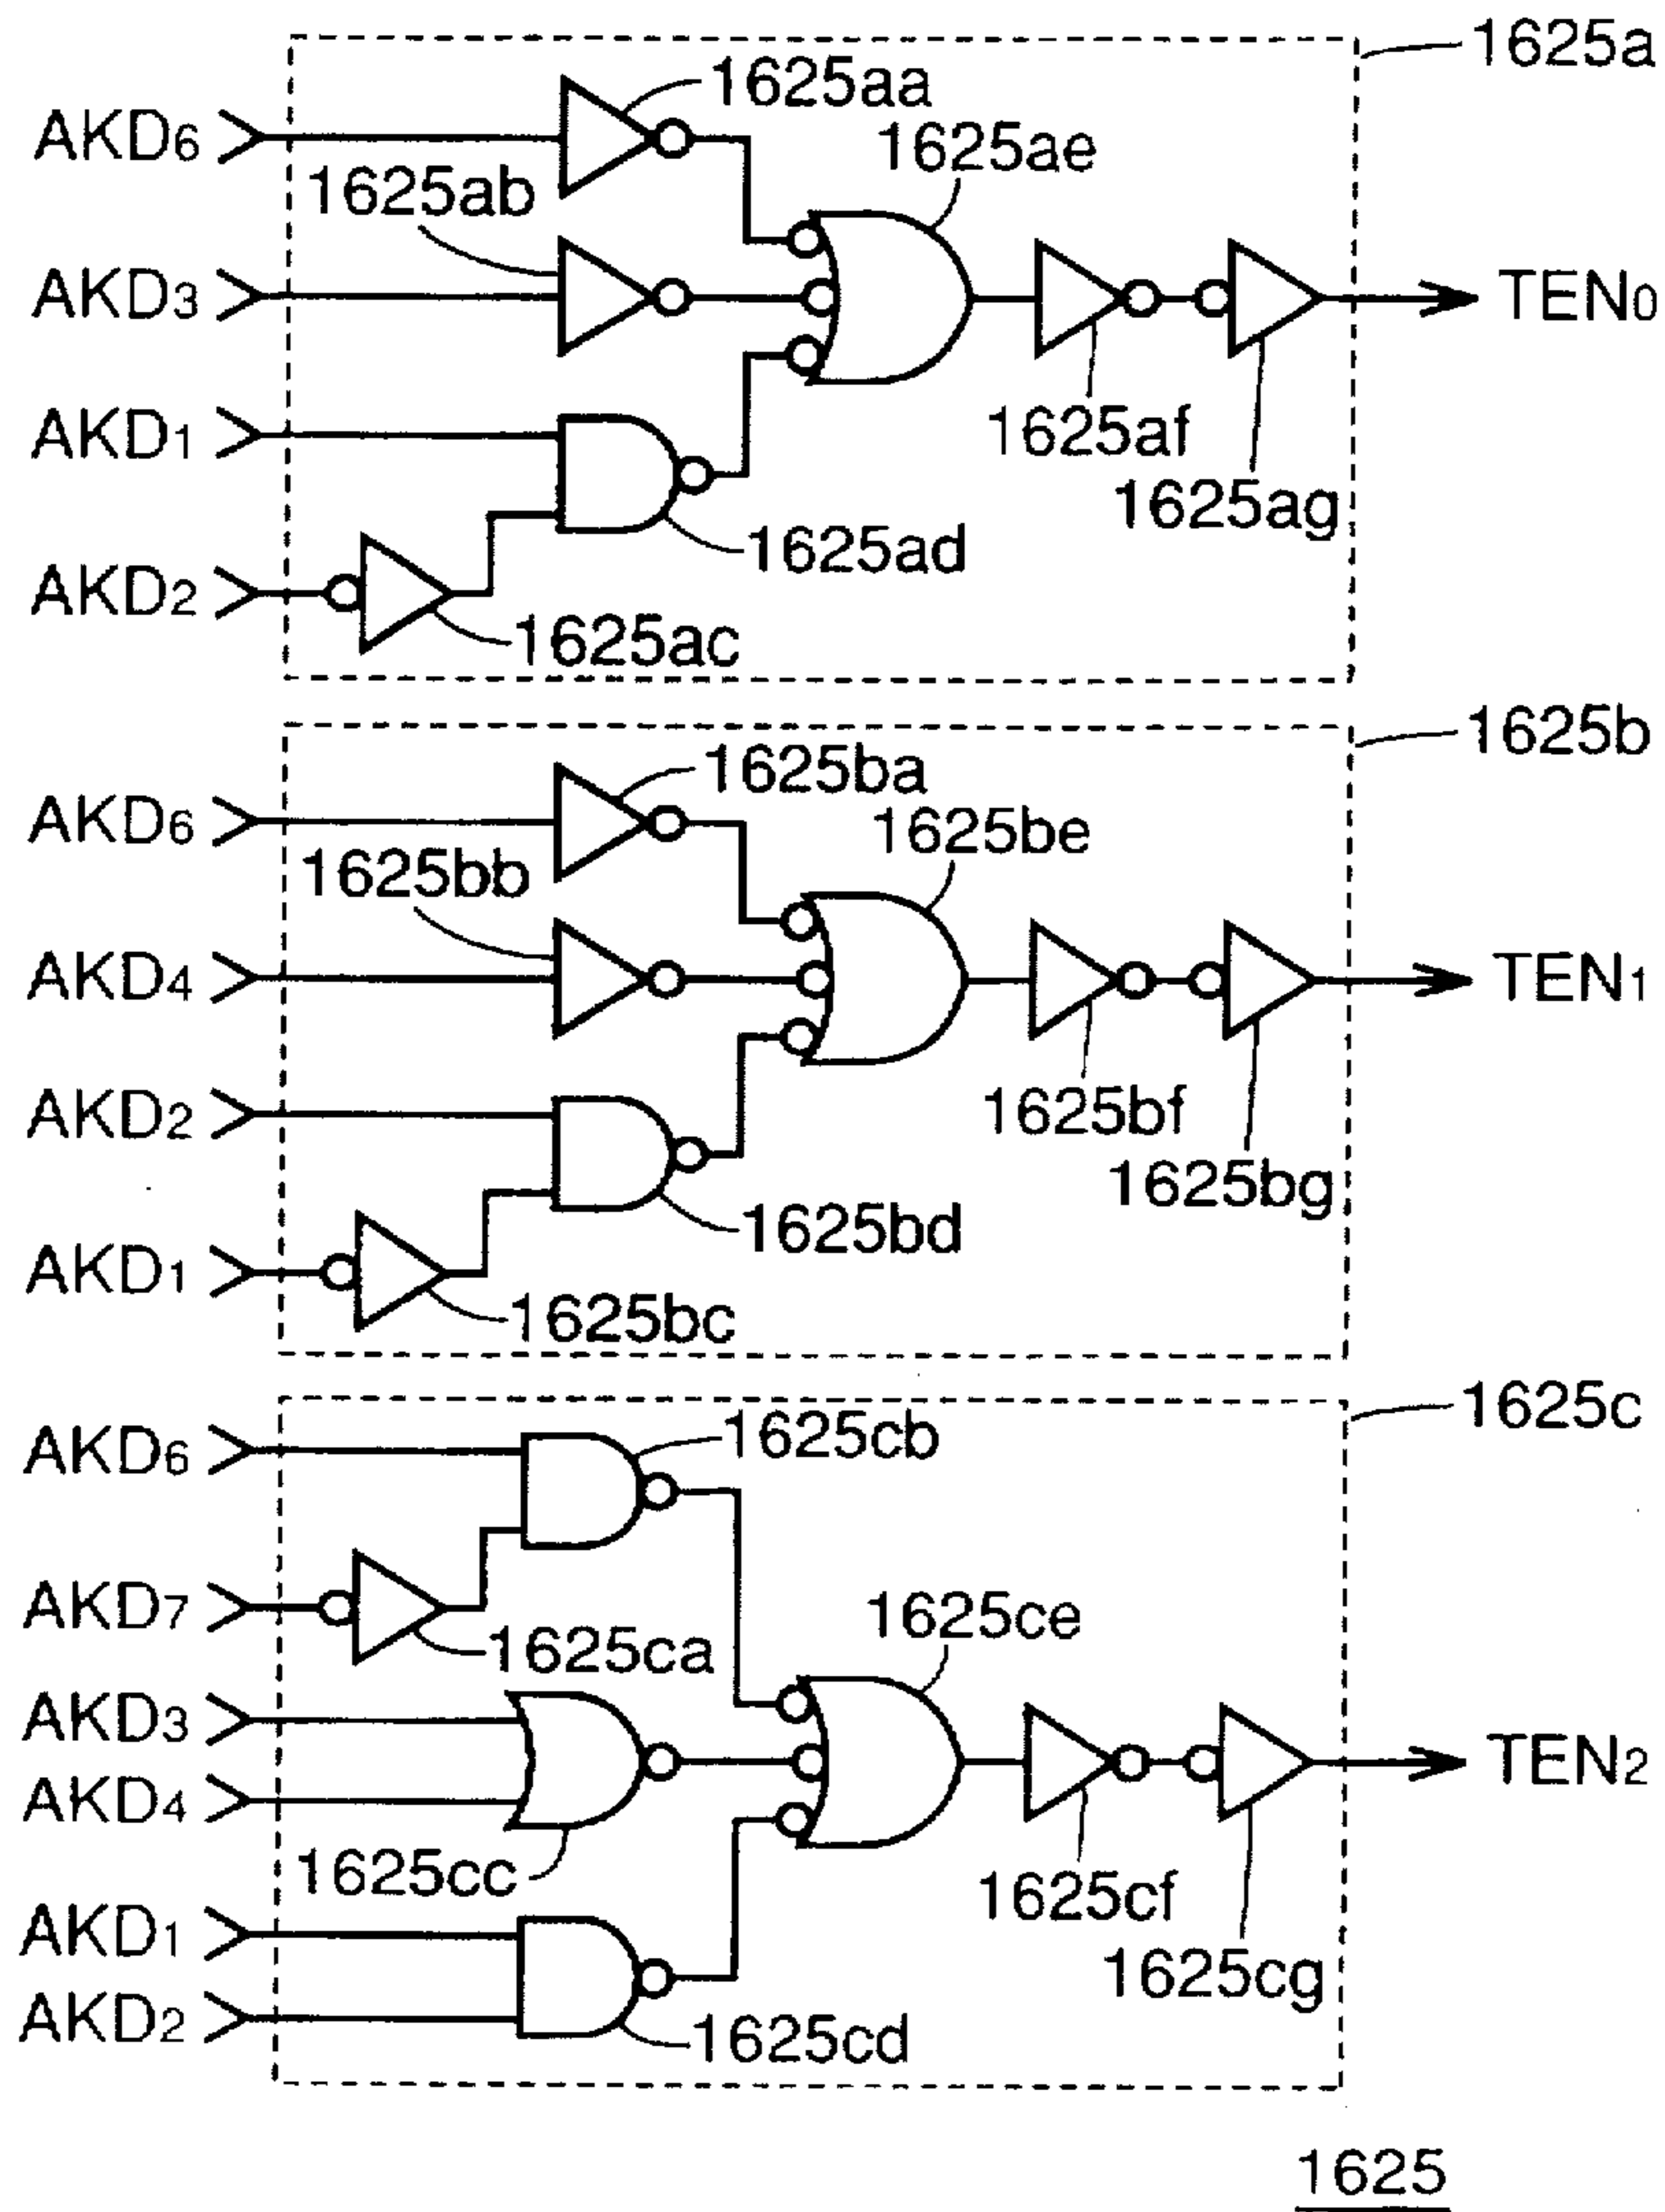 1625a
1625aa
AKD6
1625ae
1625ab
AKD3
TEN0
AKD1
1625af
1625ag
1625ad
AKD2
1625ac
1625b
1625ba
AKD6
1625be
1625bb
AKD4
TEN1
AKD2
1625bf
1625bg
1625bd
AKD1
1625bc
1625c
1625cb
AKD6
AKD7
1625ce
1625ca
AKD3
TEN2
AKD4
1625cc
1625cf
AKD1
1625cg
AKD2
1625cd
1625